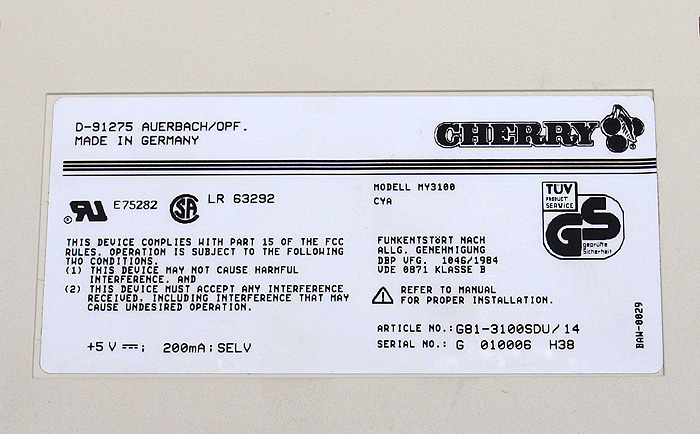 D-91275 AUERBACH/OPF.
MADE IN GERMANY
CHERRY
E75282
LR 63292
MODELL MY3100
CYA
TÜV
PRODUCT
SERVICE
GS
geprüfte
Sicherheit
THIS DEVICE COMPLIES WITH PART 15 OF THE FCC
RULES. OPERATION IS SUBJECT TO THE FOLLOWING
TWO CONDITIONS.
(1) THIS DEVICE MAY NOT CAUSE HARMFUL
INTERFERENCE, AND
(2) THIS DEVICE MUST ACCEPT ANY INTERFERENCE
RECEIVED, INCLUDING INTERFERENCE THAT MAY
CAUSE UNDESIRED OPERATION.
FUNKENTSTÖRT NACH
ALLG. GENEHMIGUNG
DBP VFG. 1046/1984
VDE 0871 KLASSE B
REFER TO MANUAL
FOR PROPER INSTALLATION.
+5 V ⎓; 200mA; SELV
ARTICLE NO.: G81-3100SDU/14
SERIAL NO.: G 010006 H38
BAW-0029